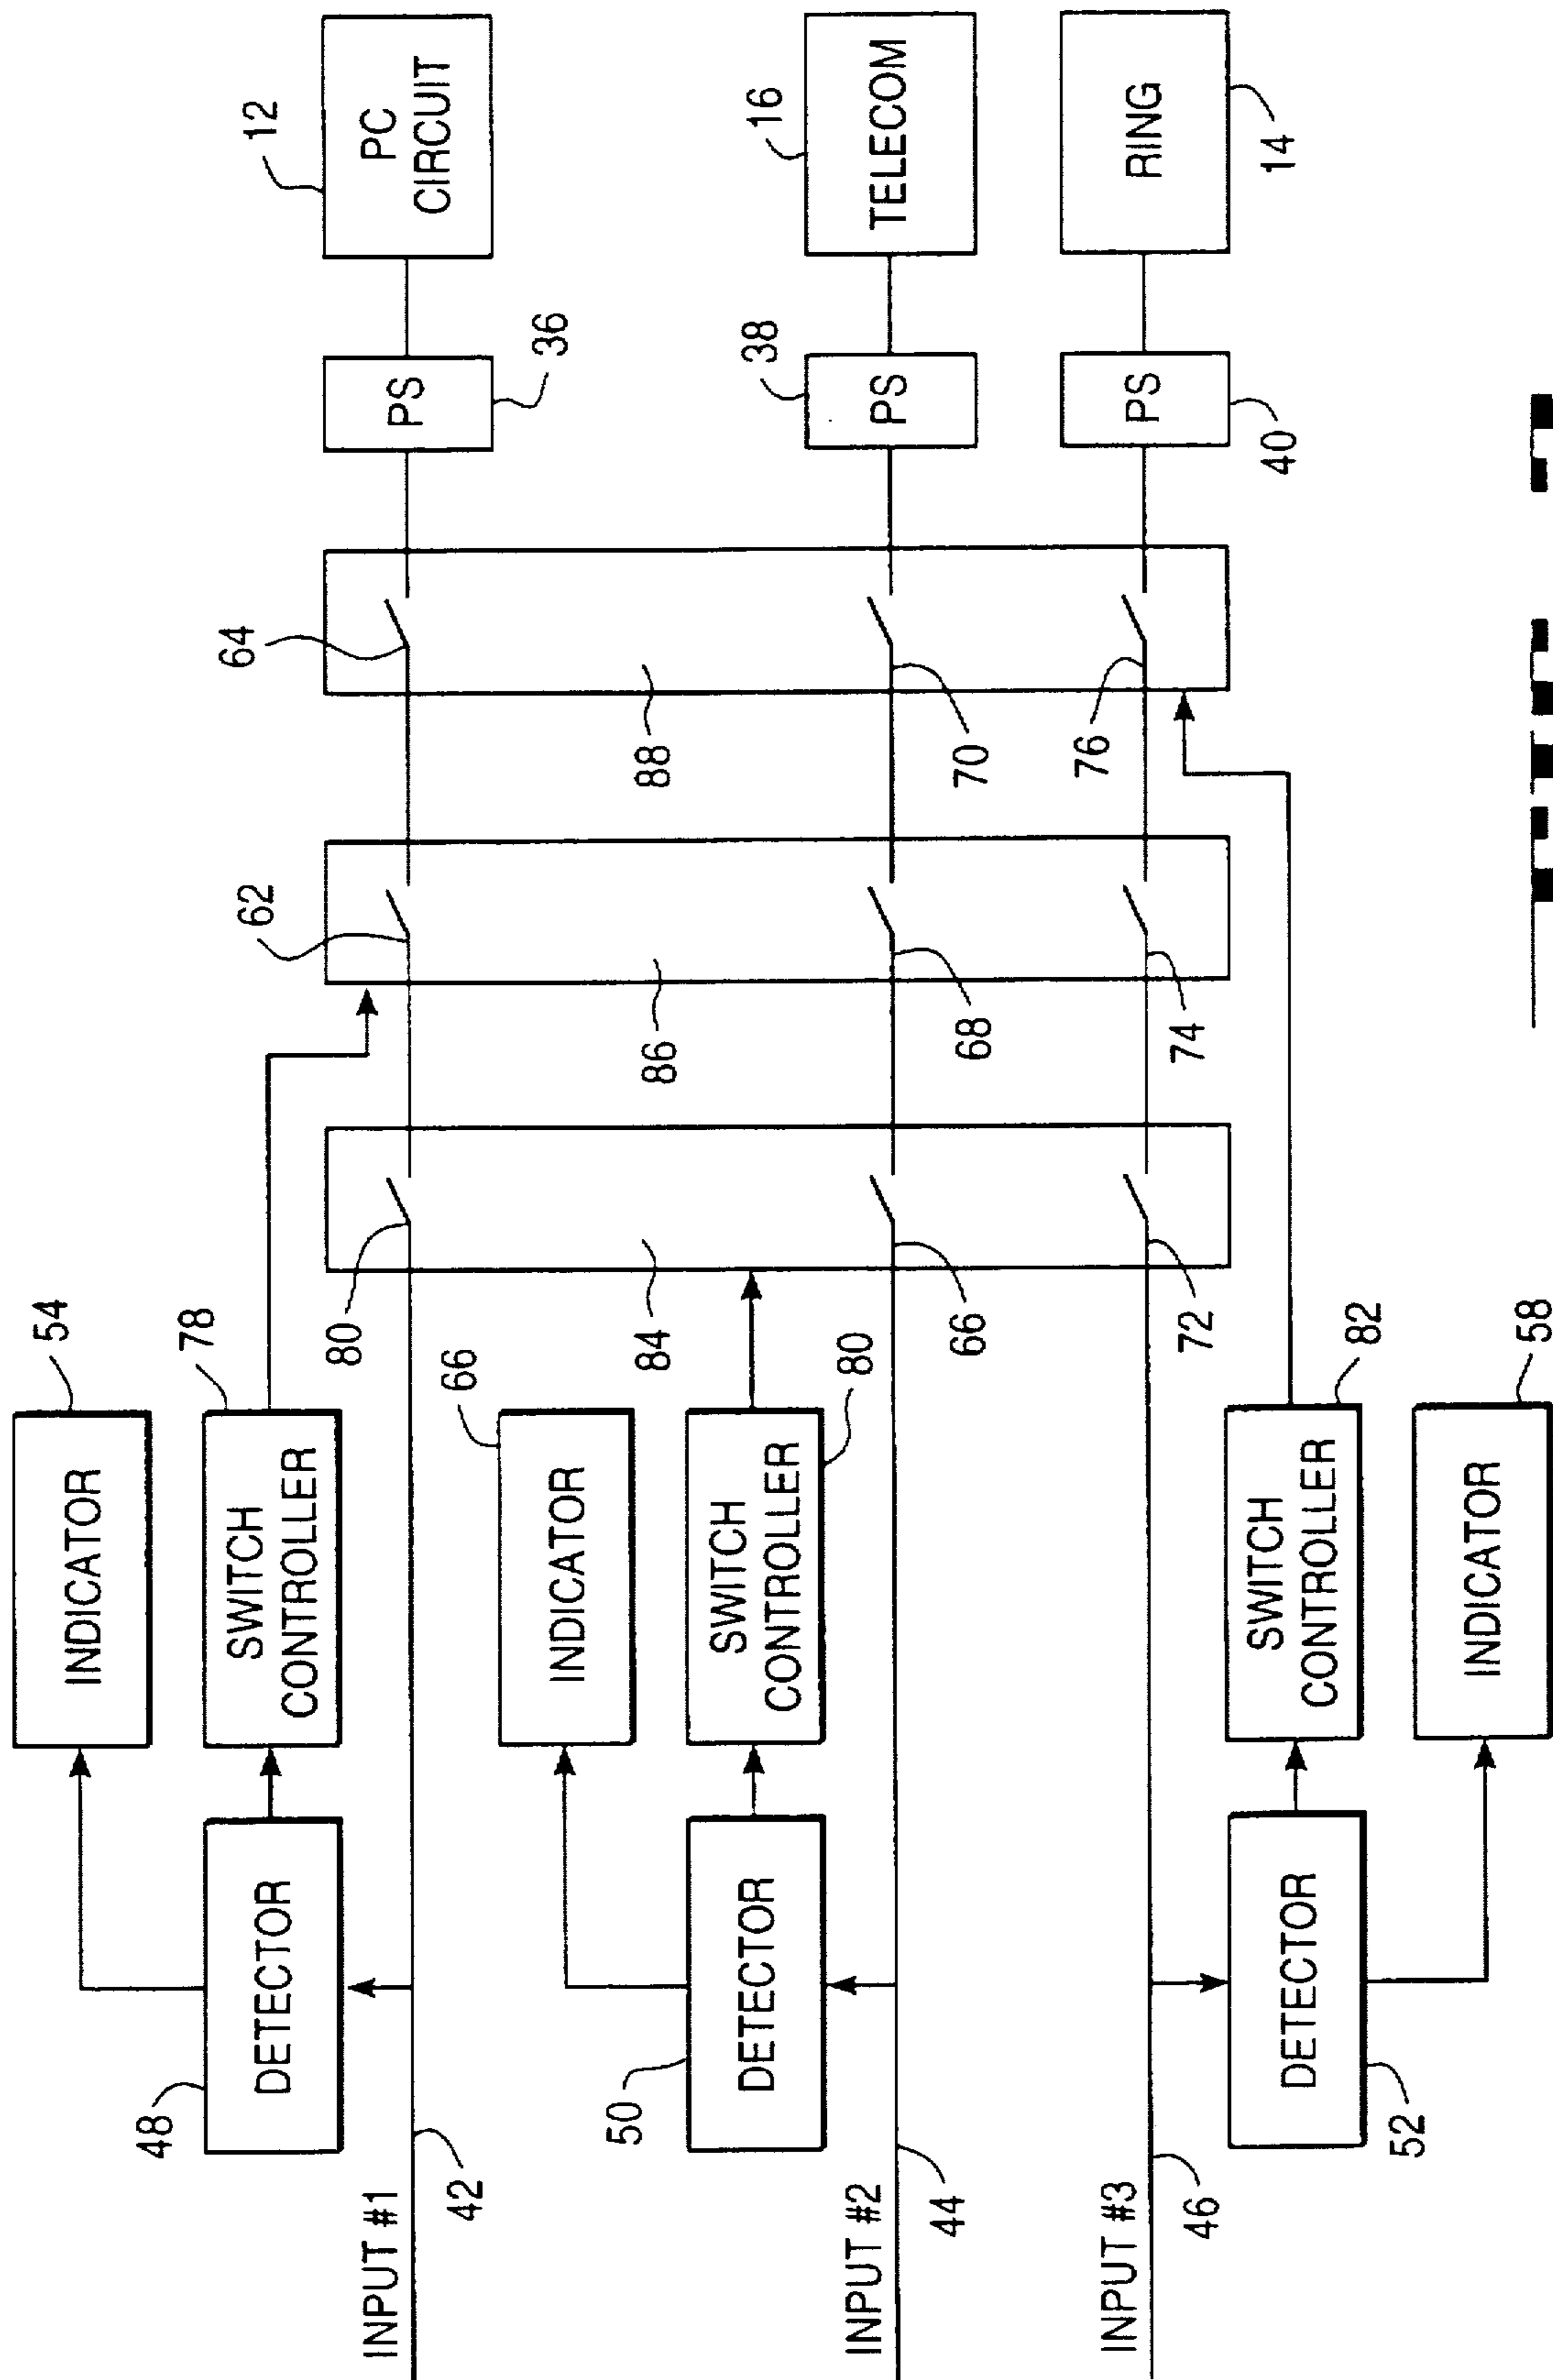 54
INDICATOR
78
SWITCH
CONTROLLER
48
DETECTOR
INPUT #1
42
80
62
64
12
PC
CIRCUIT
PS
36
66
INDICATOR
84
86
88
SWITCH
CONTROLLER
80
50
DETECTOR
INPUT #2
44
66
68
70
38
PS
16
TELECOM
INPUT #3
46
72
74
76
PS
40
RING
14
DETECTOR
52
SWITCH
CONTROLLER
82
INDICATOR
58